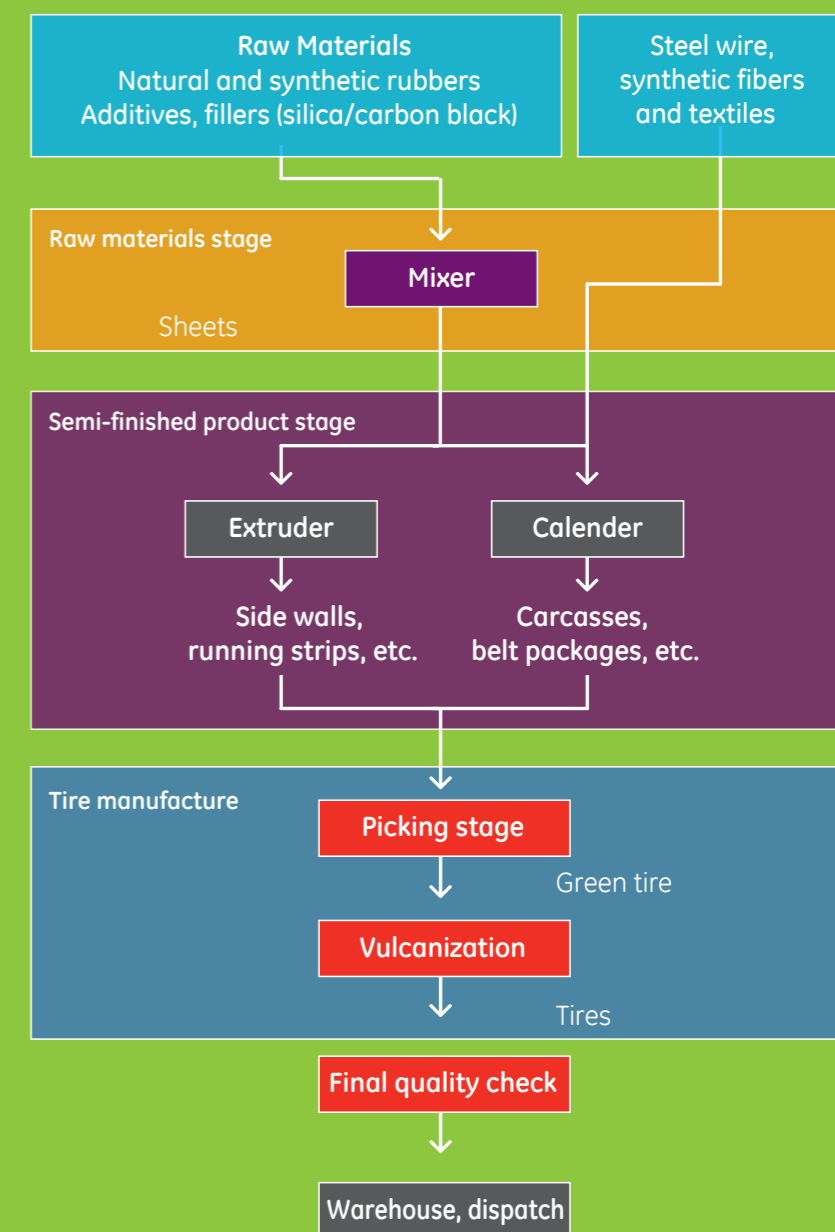 Raw Materials
Natural and synthetic rubbers
Additives, fillers (silica/carbon black)
Steel wire,
synthetic fibers
and textiles
Raw materials stage
Mixer
Sheets
Semi-finished product stage
Extruder
Calender
Side walls,
running strips, etc.
Carcasses,
belt packages, etc.
Tire manufacture
Picking stage
Green tire
Vulcanization
Tires
Final quality check
Warehouse, dispatch